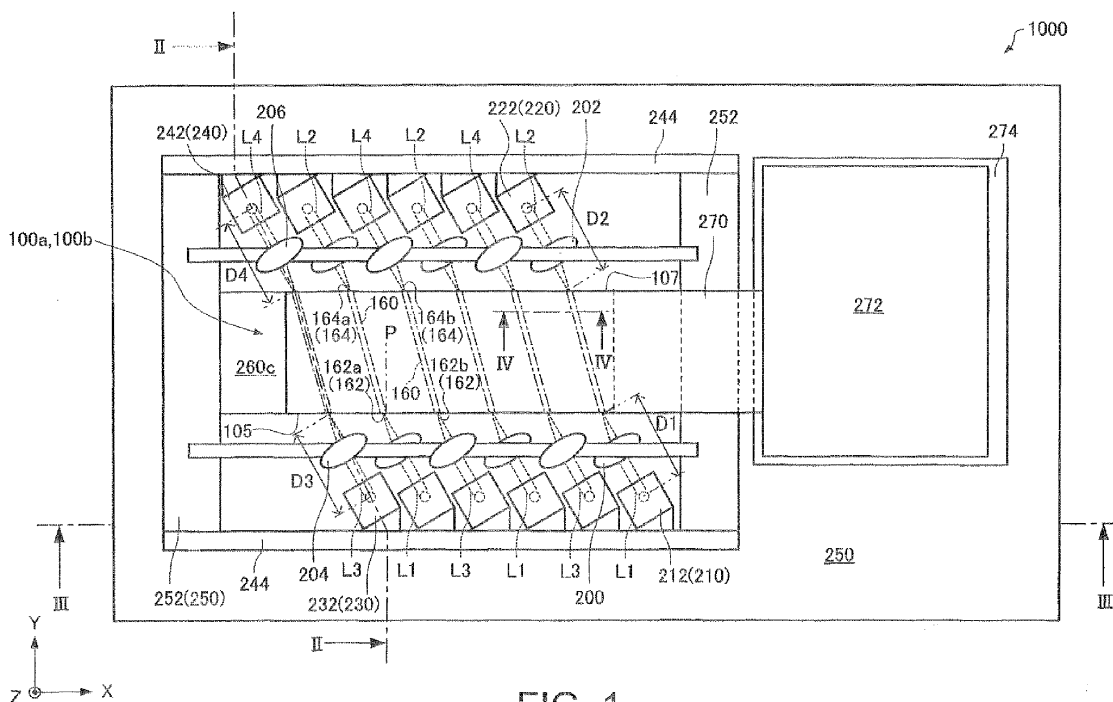 1000
II
206
222(220)
202
244
252
274
242(240)
L4
L2
L4
L2
L4
L2
D2
270
100a,100b
D4
107
272
164a
(164)
160
P
164b
(164)
IV
IV
260c
162a
(162)
160
162b
(162)
105
D1
D3
III
III
250
252(250)
244
204
L3
232(230)
L1
L3
L1
L3
200
L1
212(210)
II
Y
Z
X
FIG. 1